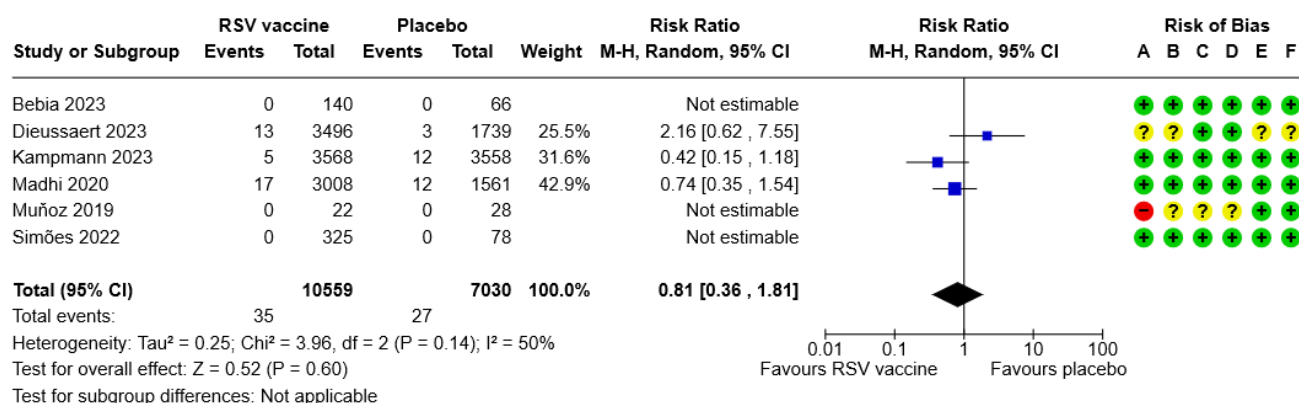 RSV vaccine Placebo Risk Ratio Risk Ratio Risk of Bias
Study or Subgroup Events Total Events Total Weight M-H, Random, 95% CI M-H, Random, 95% CI A B C D E F
Bebia 2023 0 140 0 66 Not estimable + + + + + +
Dieussaert 2023 13 3496 3 1739 25.5% 2.16 [0.62 , 7.55] ? ? + + ? ?
Kampmann 2023 5 3568 12 3558 31.6% 0.42 [0.15 , 1.18] + + + + + +
Madhi 2020 17 3008 12 1561 42.9% 0.74 [0.35 , 1.54] + + + + + +
Muñoz 2019 0 22 0 28 Not estimable − ? ? ? + +
Simões 2022 0 325 0 78 Not estimable + + + + + +
Total (95% CI) 10559 7030 100.0% 0.81 [0.36 , 1.81]
Total events: 35 27
Heterogeneity: Tau² = 0.25; Chi² = 3.96, df = 2 (P = 0.14); I² = 50%
0.01 0.1 1 10 100
Test for overall effect: Z = 0.52 (P = 0.60)
Favours RSV vaccine Favours placebo
Test for subgroup differences: Not applicable